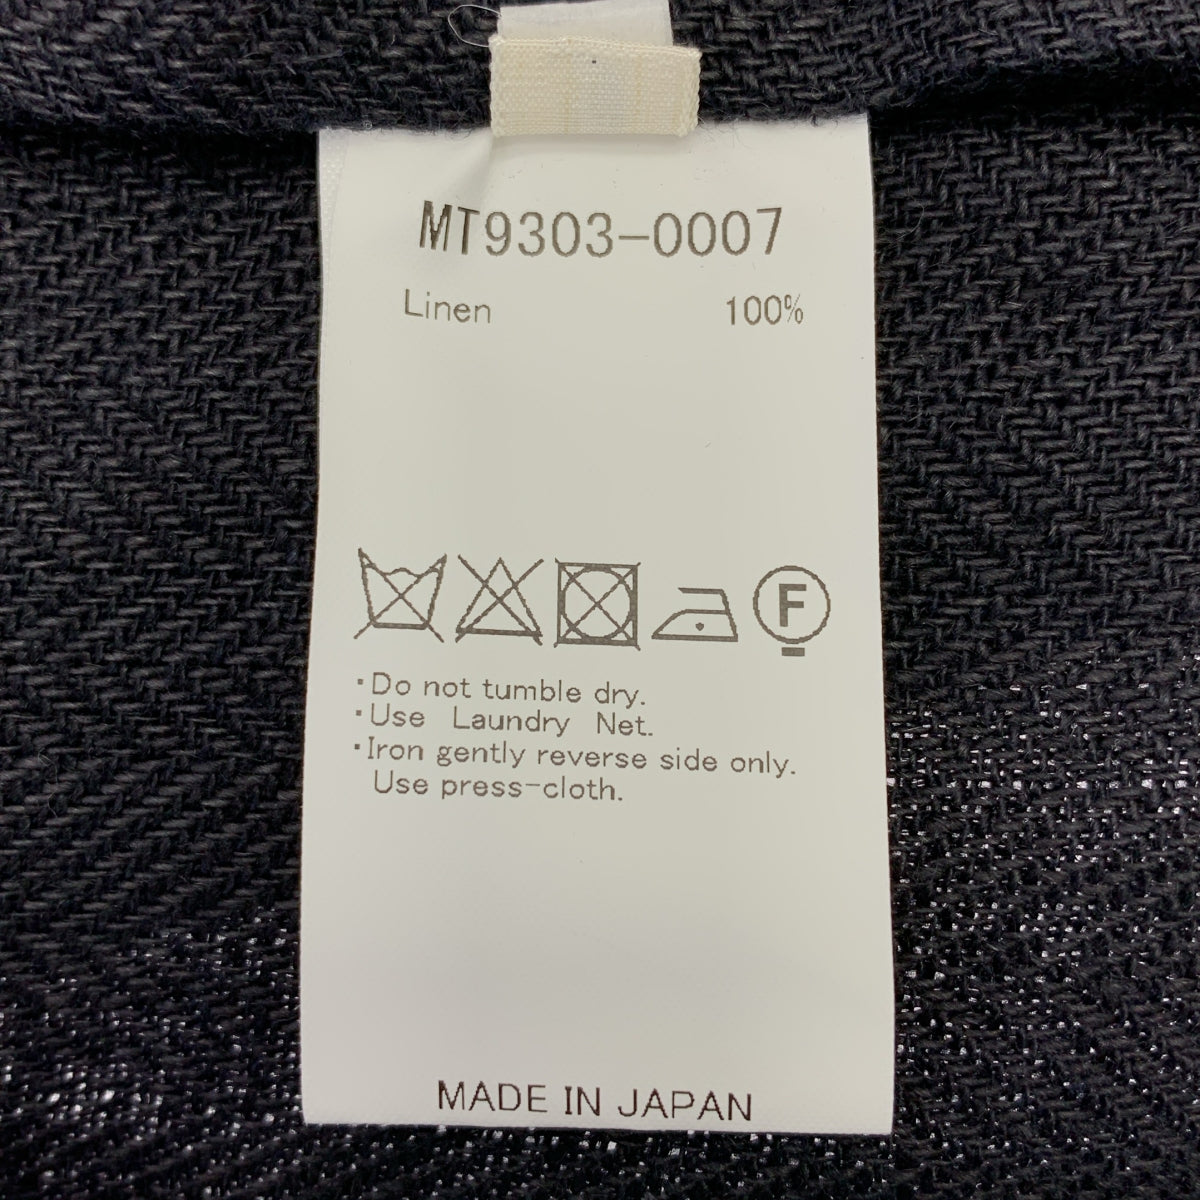 MT9303-0007
Linen 100%
F
・Do not tumble dry.
・Use Laundry Net.
・Iron gently reverse side only.
Use press-cloth.
MADE IN JAPAN